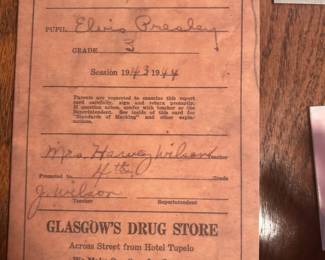 PUPIL Elvis Presley
GRADE 3
Session 1943 1944
Parents are requested to examine this report
card carefully, sign and return promptly.
If question arises, confer with teacher or the
Superintendent. See inside of this card for
"Standards of Marking" and other explanations.
Mrs. Harvey Wilson Teacher
Promoted to 4th Grade
J. Wilson
Teacher Superintendent
GLASGOW'S DRUG STORE
Across Street from Hotel Tupelo